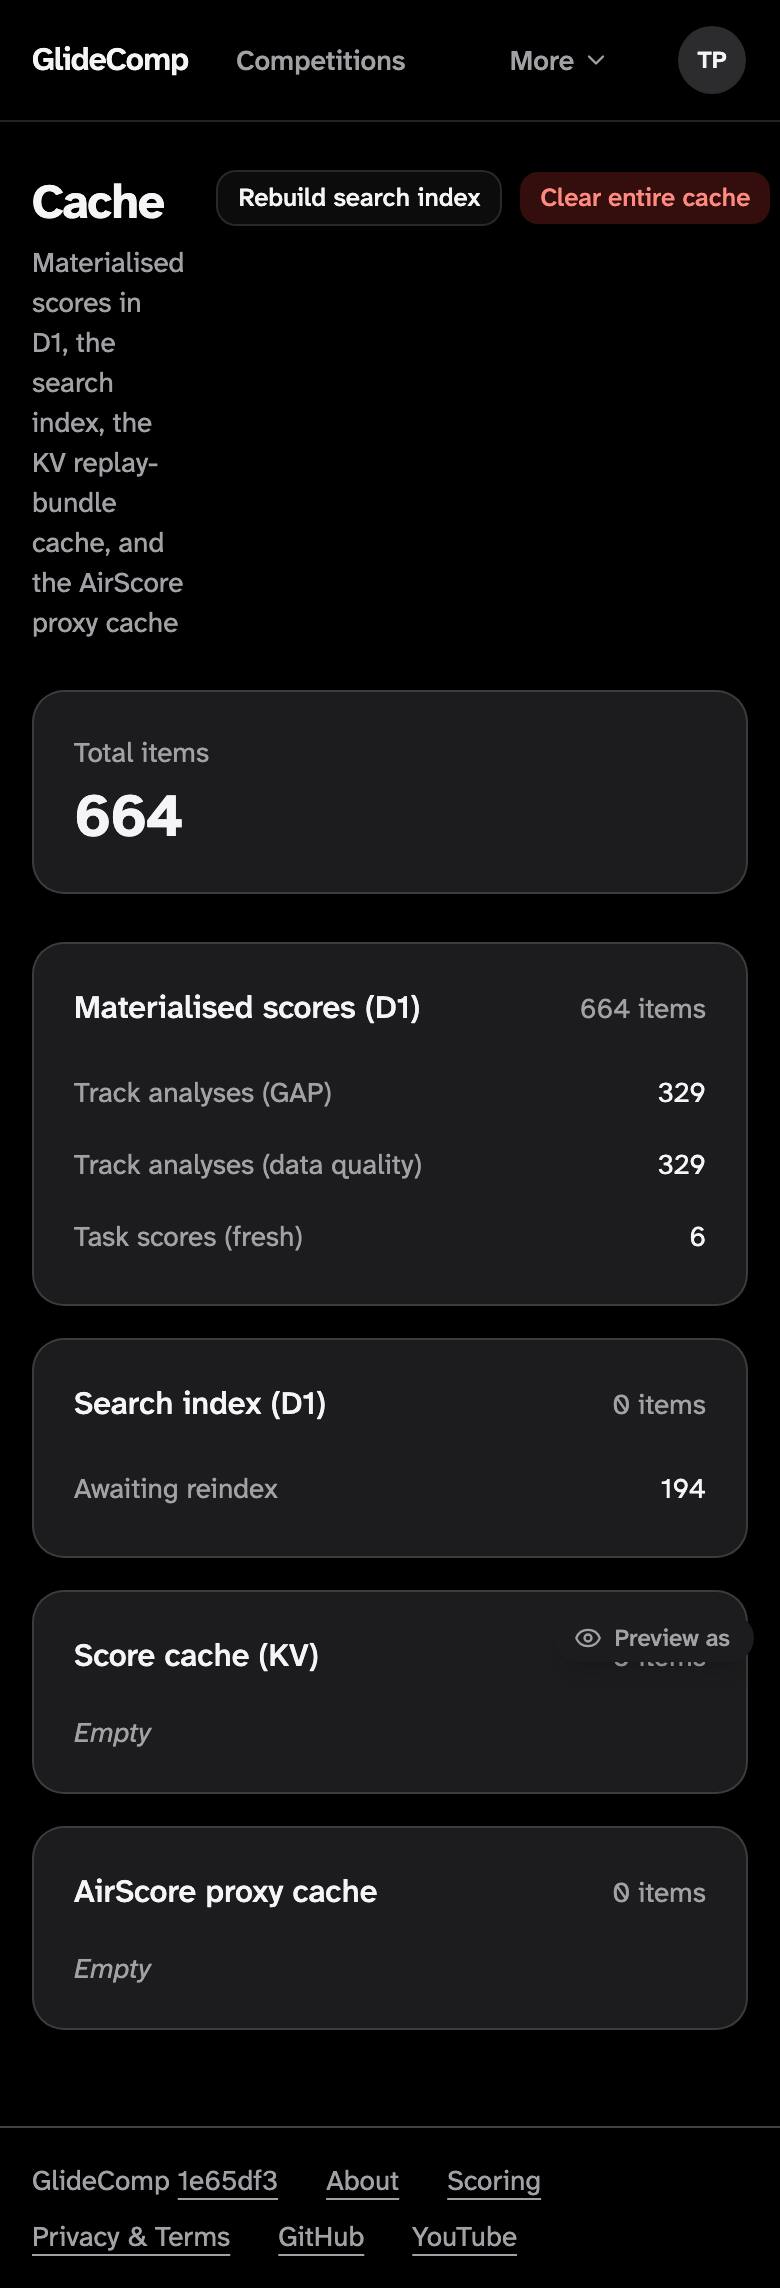 GlideComp Competitions More TP
Cache Rebuild search index Clear entire cache
Materialised
scores in
D1, the
search
index, the
KV replay-
bundle
cache, and
the AirScore
proxy cache
Total items
664
Materialised scores (D1) 664 items
Track analyses (GAP) 329
Track analyses (data quality) 329
Task scores (fresh) 6
Search index (D1) 0 items
Awaiting reindex 194
Preview as
Score cache (KV) items
Empty
AirScore proxy cache 0 items
Empty
GlideComp 1e65df3 About Scoring
Privacy & Terms GitHub YouTube